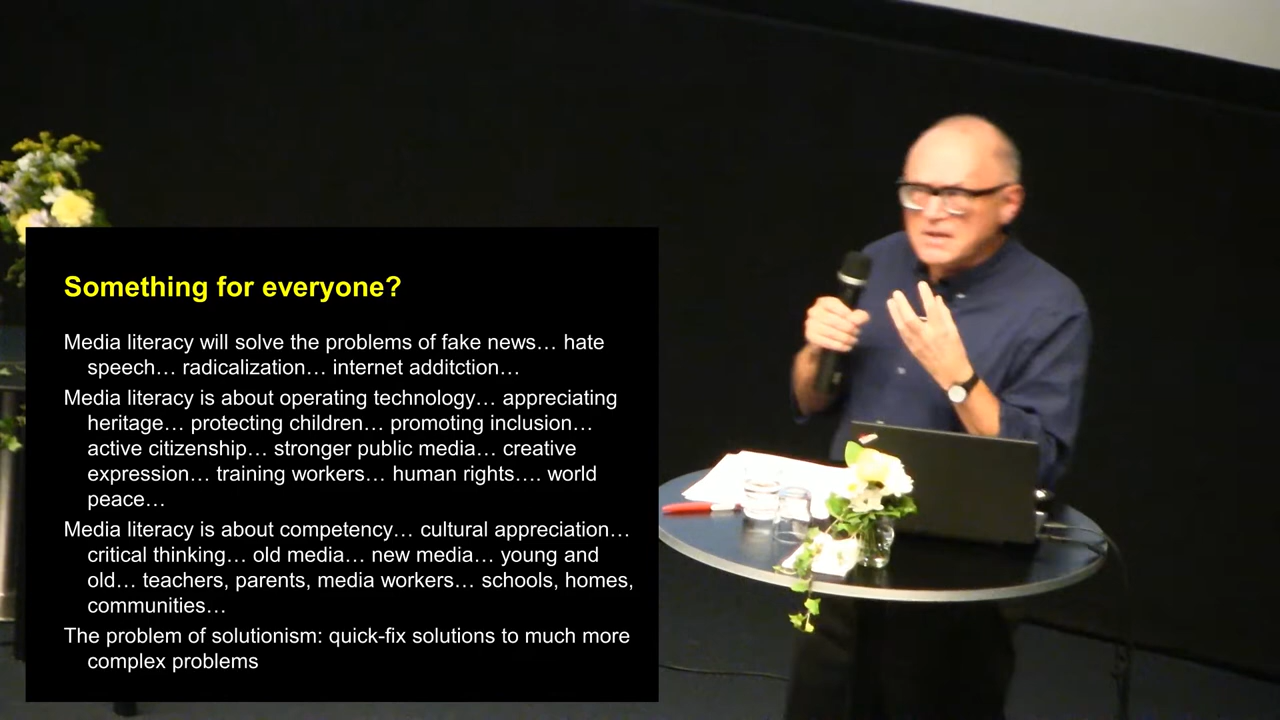 Something for everyone?
Media literacy will solve the problems of fake news… hate
speech… radicalization… internet additction…
Media literacy is about operating technology… appreciating
heritage… protecting children… promoting inclusion…
active citizenship… stronger public media… creative
expression… training workers… human rights…. world
peace…
Media literacy is about competency… cultural appreciation…
critical thinking… old media… new media… young and
old… teachers, parents, media workers… schools, homes,
communities…
The problem of solutionism: quick-fix solutions to much more
complex problems